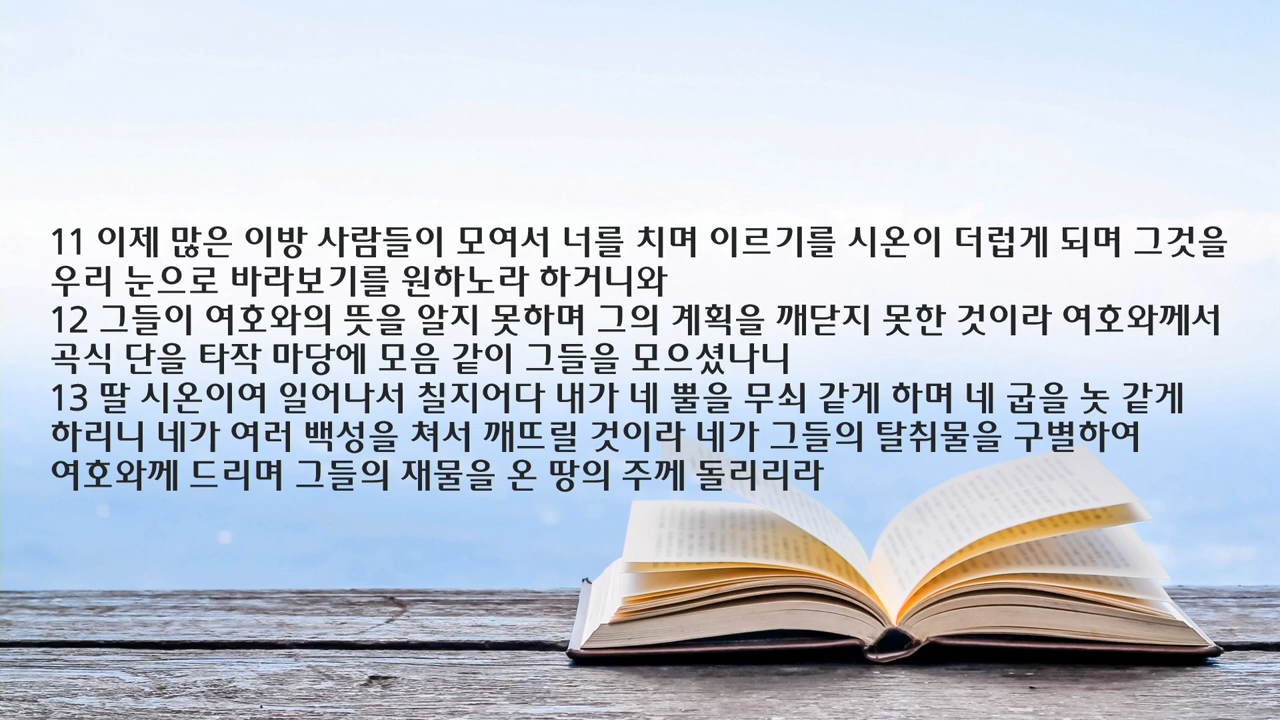 11 이제 많은 이방 사람들이 모여서 너를 치며 이르기를 시온이 더럽게 되며 그것을
우리 눈으로 바라보기를 원하노라 하거니와
12 그들이 여호와의 뜻을 알지 못하며 그의 계획을 깨닫지 못한 것이라 여호와께서
곡식 단을 타작 마당에 모음 같이 그들을 모으셨나니
13 딸 시온이여 일어나서 칠지어다 내가 네 뿔을 무쇠 같게 하며 네 굽을 놋 같게
하리니 네가 여러 백성을 쳐서 깨뜨릴 것이라 네가 그들의 탈취물을 구별하여
여호와께 드리며 그들의 재물을 온 땅의 주께 돌리리라